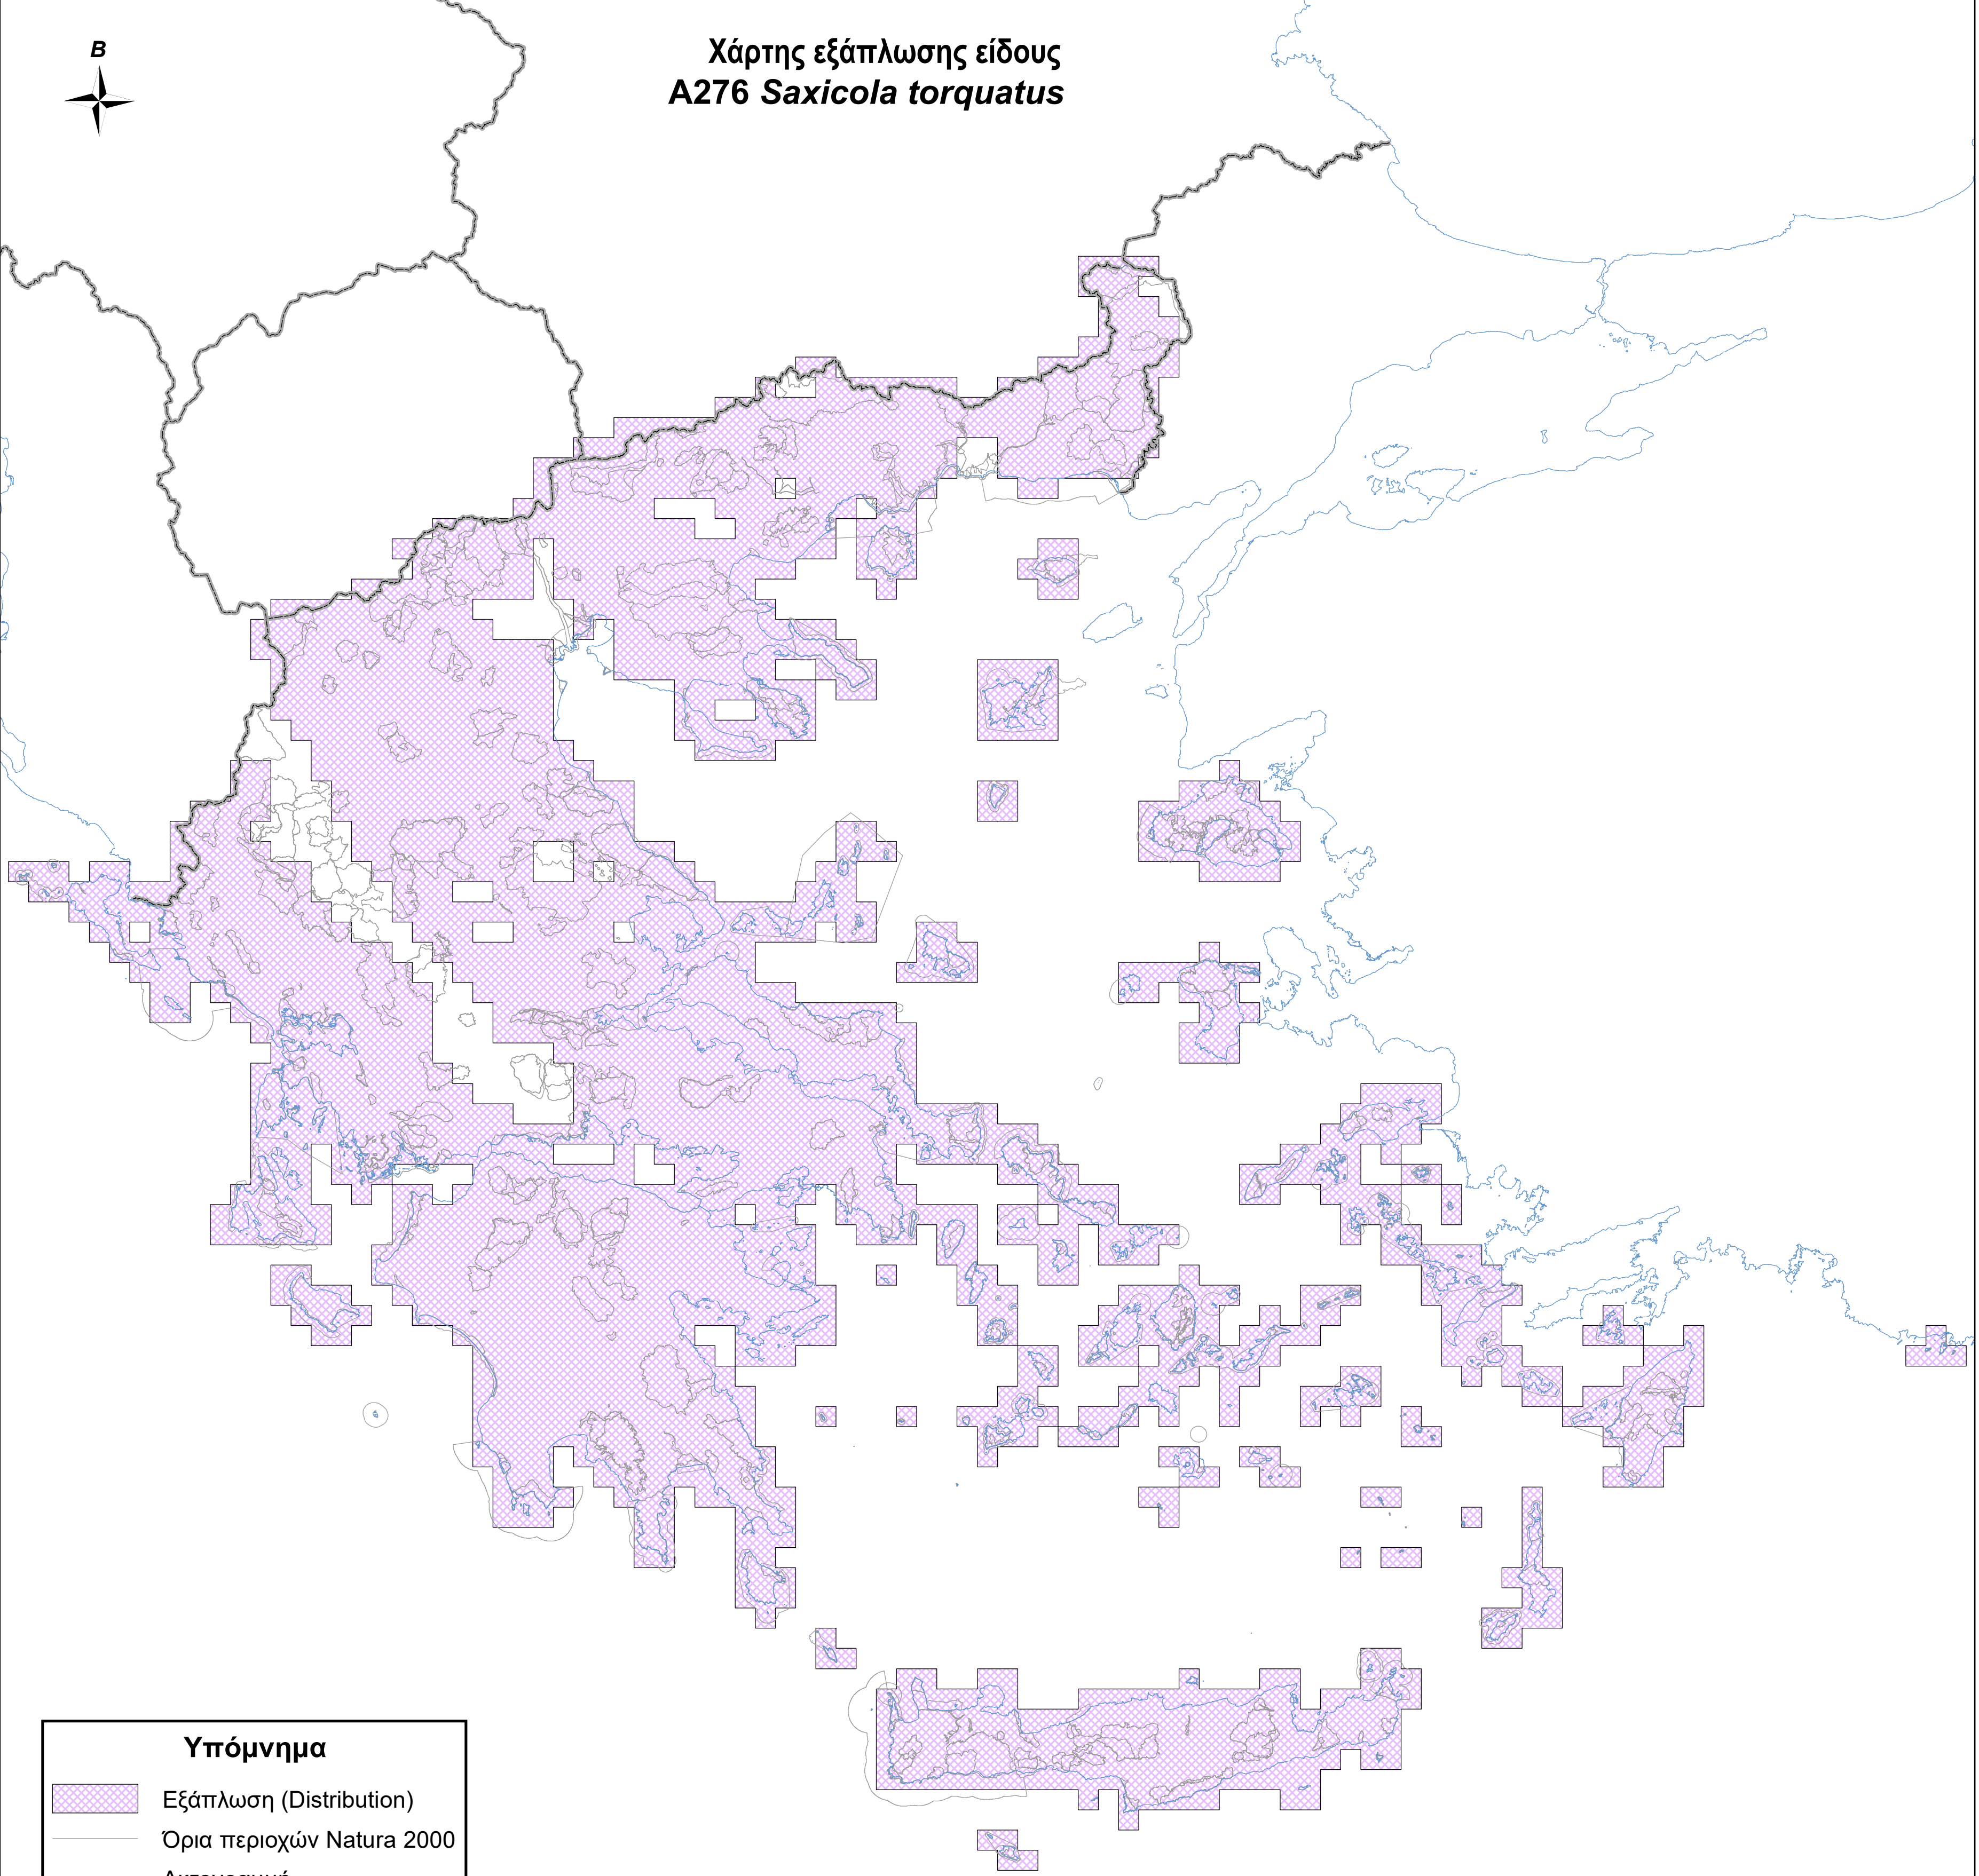 B
Χάρτης εξάπλωσης είδους
A276 Saxicola torquatus
Υπόμνημα
Εξάπλωση (Distribution)
Όρια περιοχών Natura 2000